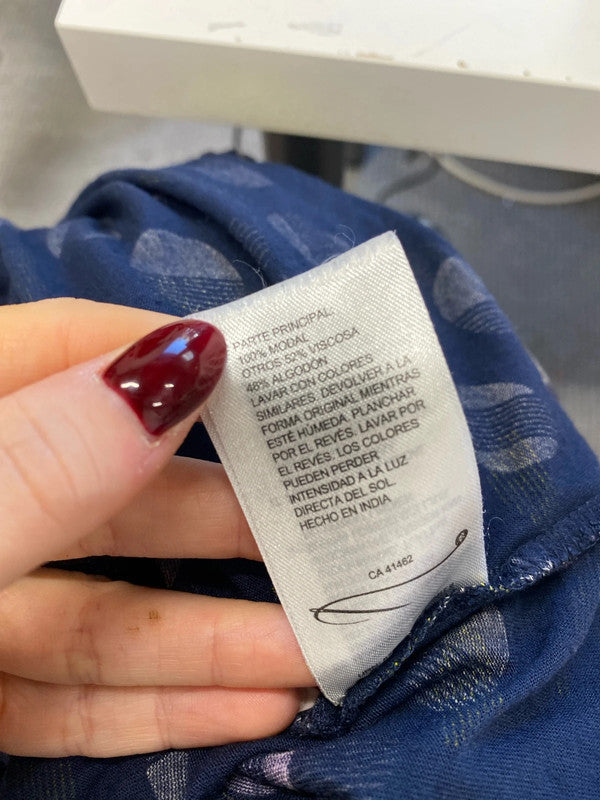 PARTE PRINCIPAL:
100% MODAL
OTROS 52% VISCOSA
48% ALGODÓN
LAVAR CON COLORES
SIMILARES. DEVOLVER A LA
FORMA ORIGINAL MIENTRAS
ESTÉ HÚMEDA. PLANCHAR
POR EL REVÉS. LAVAR POR
EL REVÉS. LOS COLORES
PUEDEN PERDER
INTENSIDAD A LA LUZ
DIRECTA DEL SOL.
HECHO EN INDIA
CA 41462